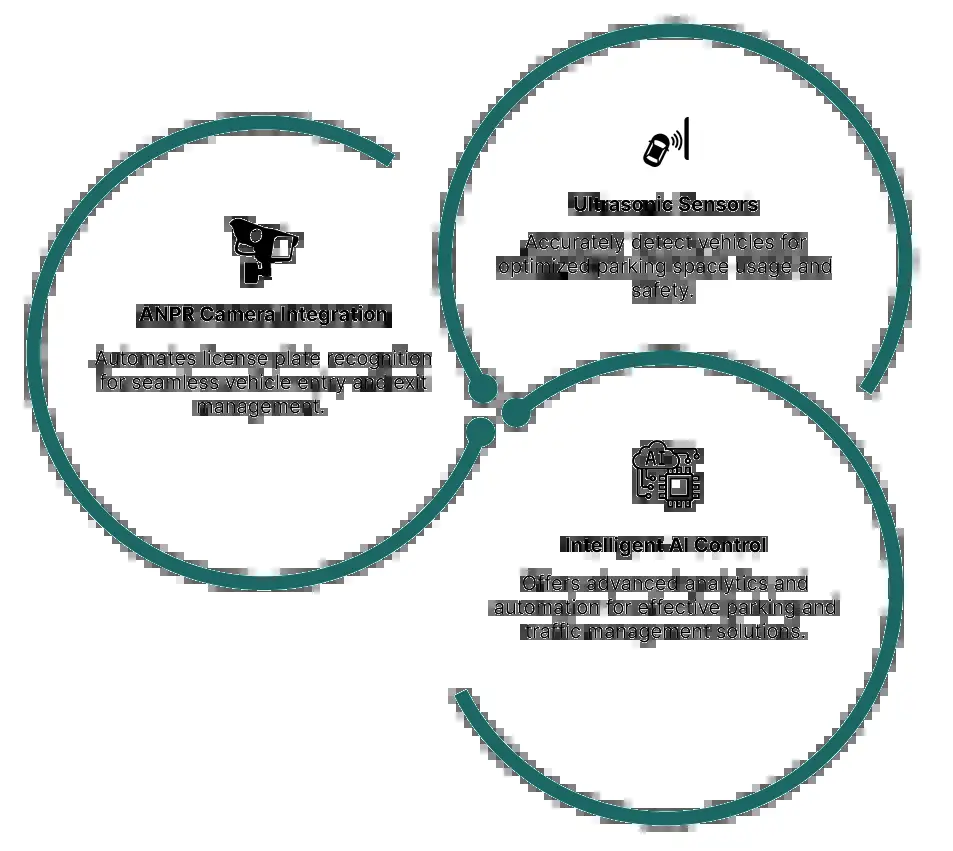 ANPR Camera Integration
Automates license plate recognition
for seamless vehicle entry and exit
management.
Ultrasonic Sensors
Accurately detect vehicles for
optimized parking space usage and
safety.
AI
Intelligent AI Control
Offers advanced analytics and
automation for effective parking and
traffic management solutions.